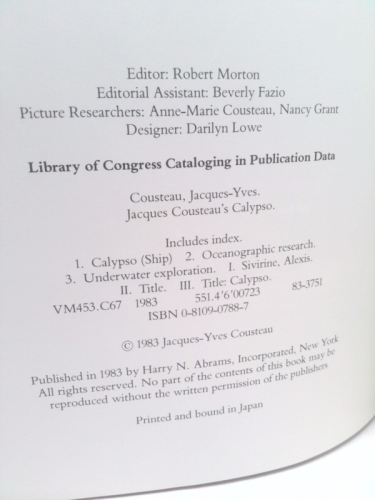 Editor: Robert Morton
Editorial Assistant: Beverly Fazio
Picture Researchers: Anne-Marie Cousteau, Nancy Grant
Designer: Darilyn Lowe
Library of Congress Cataloging in Publication Data
Cousteau, Jacques-Yves.
Jacques Cousteau's Calypso.
Includes index.
1. Calypso (Ship) 2. Oceanographic research.
3. Underwater exploration. I. Sivirine, Alexis.
II. Title. III. Title: Calypso.
VM453.C67 1983 551.4'6'00723 83-3751
ISBN 0-8109-0788-7
© 1983 Jacques-Yves Cousteau
Published in 1983 by Harry N. Abrams, Incorporated, New York
All rights reserved. No part of the contents of this book may be
reproduced without the written permission of the publishers
Printed and bound in Japan